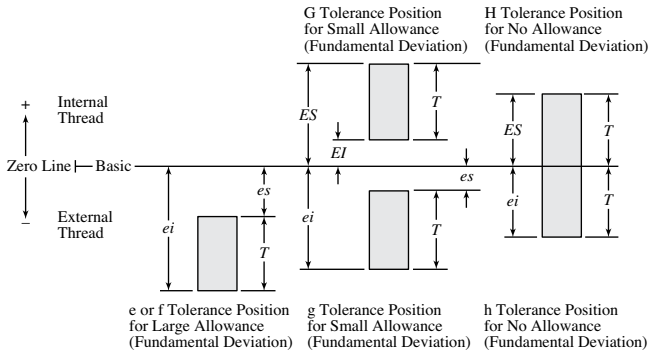 G Tolerance Position
for Small Allowance
(Fundamental Deviation)
H Tolerance Position
for No Allowance
(Fundamental Deviation)
+
Internal
Thread
ES
T
ES
T
EI
Zero Line
Basic
es
es
ei
ei
ei
T
T
T
–
External
Thread
e or f Tolerance Position
for Large Allowance
(Fundamental Deviation)
g Tolerance Position
for Small Allowance
(Fundamental Deviation)
h Tolerance Position
for No Allowance
(Fundamental Deviation)